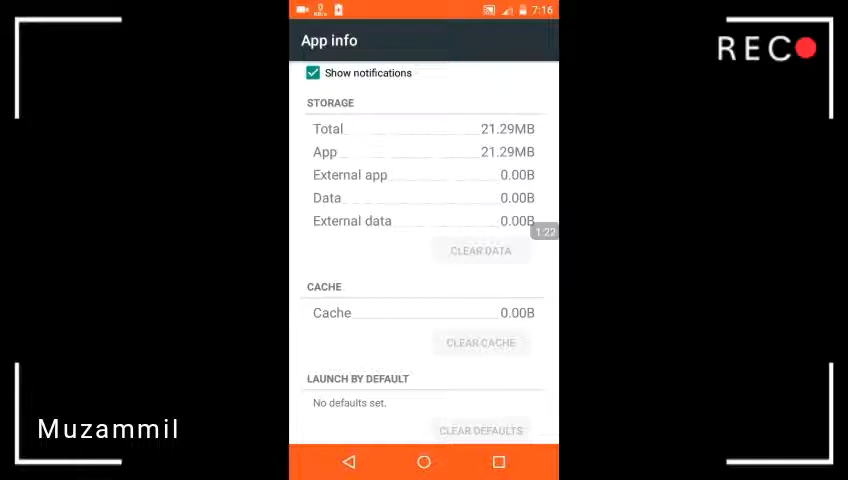 0
KB/s
7:16
App info
REC
Show notifications
STORAGE
Total 21.29MB
App 21.29MB
External app 0.00B
Data 0.00B
External data 0.00B
1:22
CLEAR DATA
CACHE
Cache 0.00B
CLEAR CACHE
LAUNCH BY DEFAULT
No defaults set.
CLEAR DEFAULTS
Muzammil